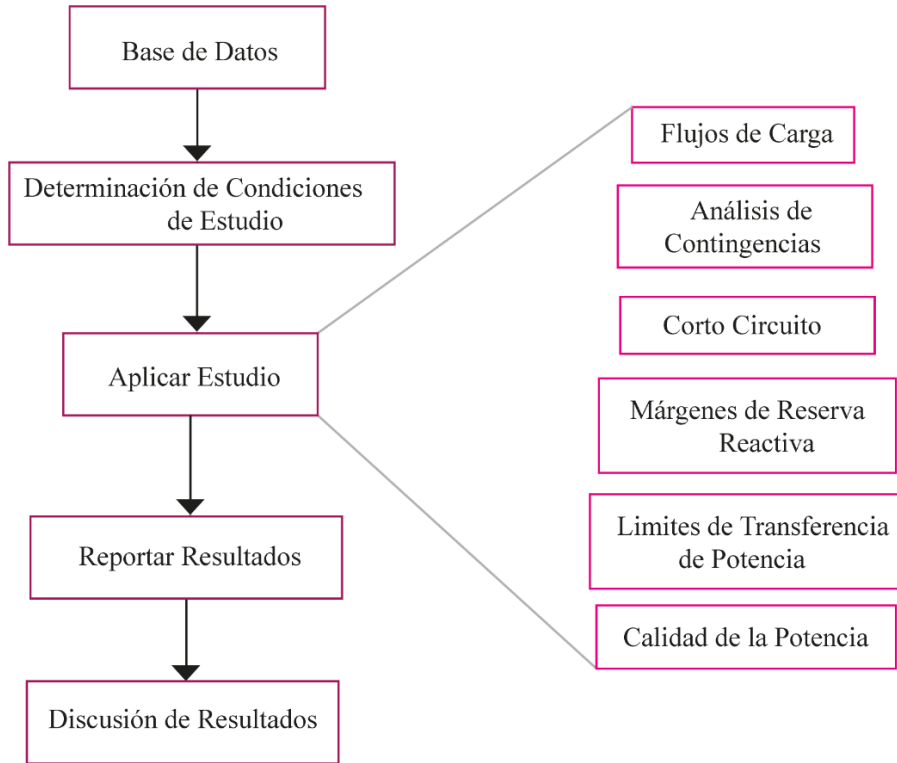 Base de Datos
Determinación de Condiciones
de Estudio
Aplicar Estudio
Reportar Resultados
Discusión de Resultados
Flujos de Carga
Análisis de
Contingencias
Corto Circuito
Márgenes de Reserva
Reactiva
Limites de Transferencia
de Potencia
Calidad de la Potencia